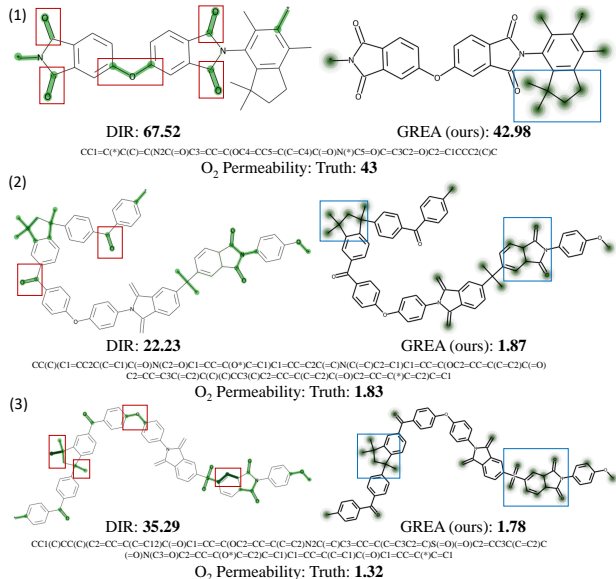 (1)
DIR: 67.52
GREA (ours): 42.98
CC1=C(*)C(C)=C(N2C(=O)C3=CC=C(OC4=CC5=C(C=C4)C(=O)N(*)C5=O)C=C3C2=O)C2=C1CCC2(C)C
O2 Permeability: Truth: 43
(2)
DIR: 22.23
GREA (ours): 1.87
CC(C)(C1=CC2C(C=C1)C(=O)N(C2=O)C1=CC=C(O*)C=C1)C1=CC=C2C(=C)N(C(=C)C2=C1)C1=CC=C(OC2=CC=C(C=C2)C(=O)
C2=CC=C3C(=C2)C(C)(C)CC3(C)C2=CC=C(C=C2)C(=O)C2=CC=C(*)C=C2)C=C1
O2 Permeability: Truth: 1.83
(3)
DIR: 35.29
GREA (ours): 1.78
CC1(C)CC(C)(C2=CC=C(C=C12)C(=O)C1=CC=C(OC2=CC=C(C=C2)N2C(=C)C3=CC=C(C=C3C2=C)S(=O)(=O)C2=CC3C(C=C2)C
(=O)N(C3=O)C2=CC=C(O*)C=C2)C=C1)C1=CC=C(C=C1)C(=O)C1=CC=C(*)C=C1
O2 Permeability: Truth: 1.32